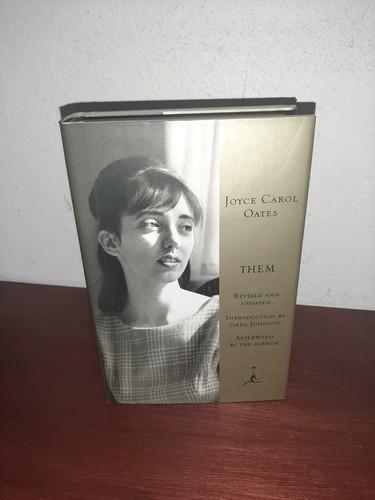 JOYCE CAROL
OATES
THEM
REVISED AND
UPDATED
INTRODUCTION BY
GREG JOHNSON
AFTERWORD
BY THE AUTHOR